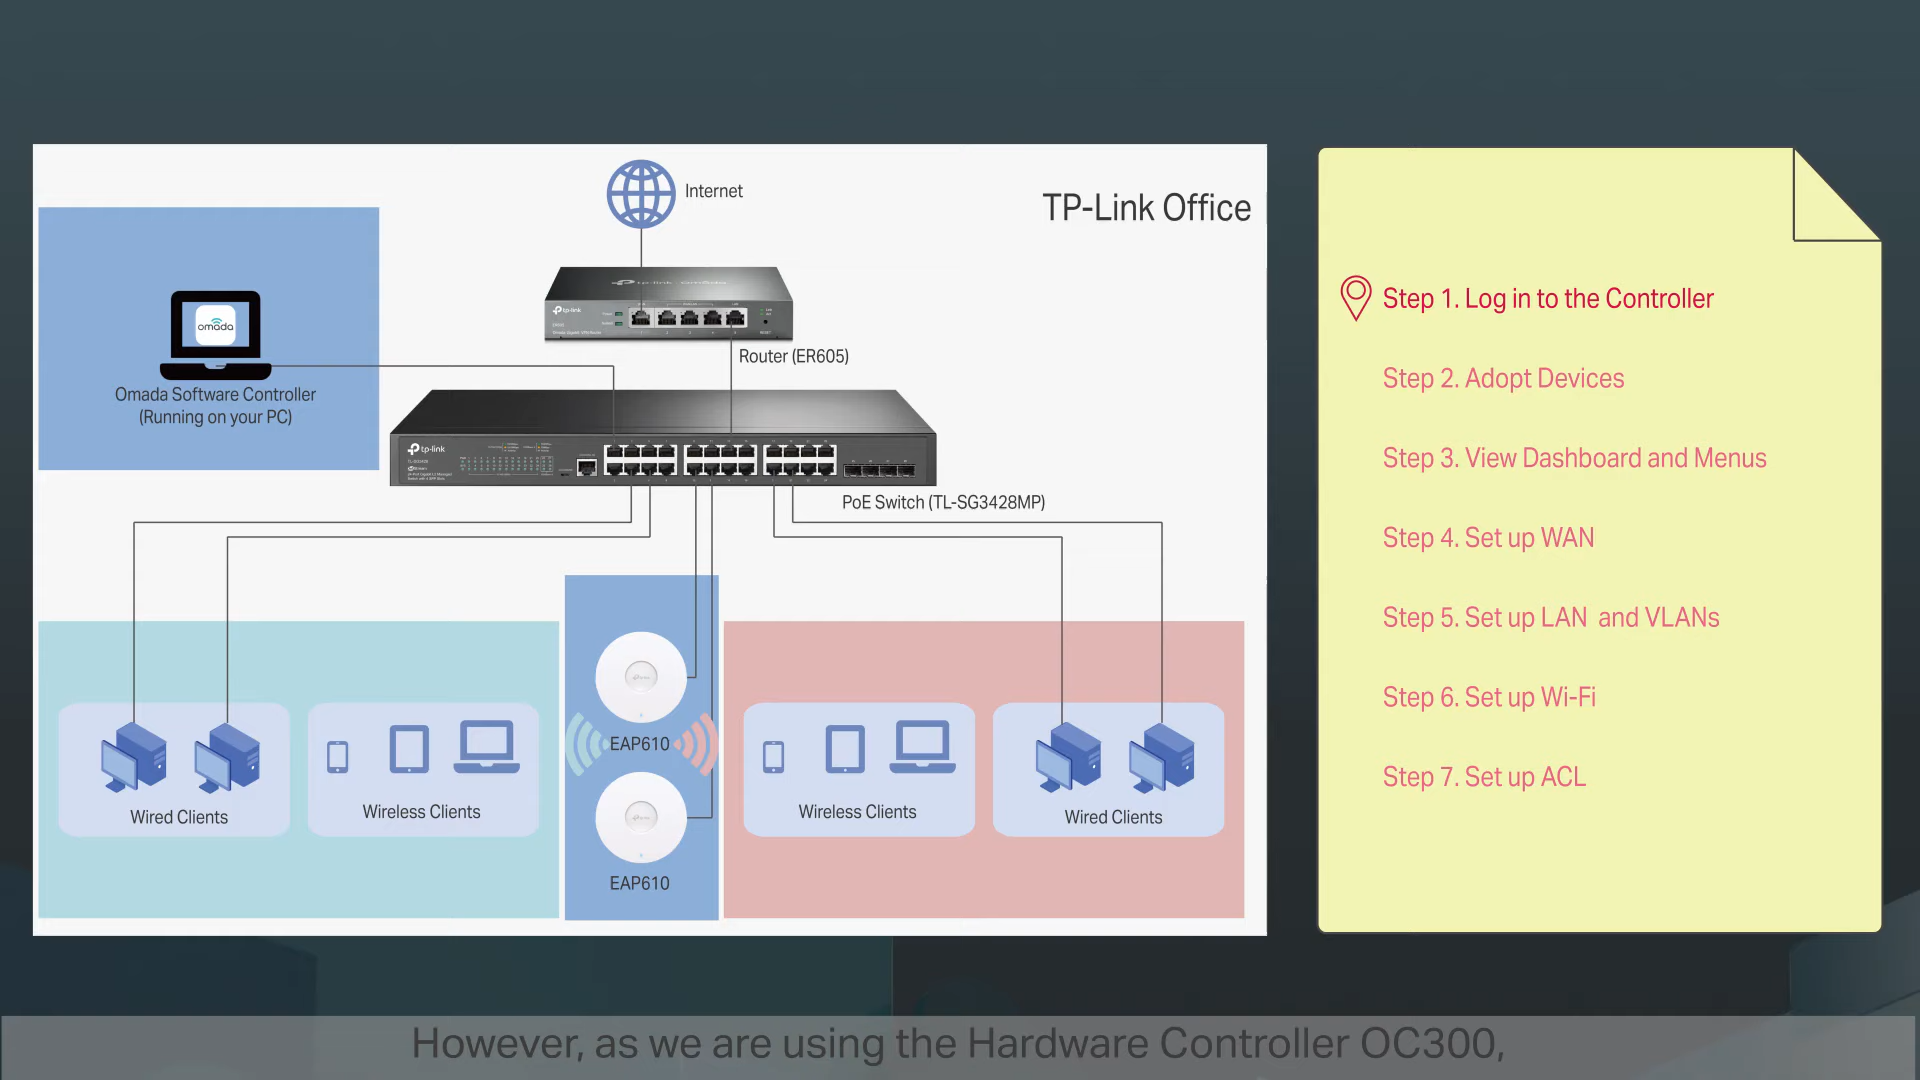 Internet
TP-Link Office
tp-link
omada
Router (ER605)
Omada Software Controller
(Running on your PC)
tp-link
PoE Switch (TL-SG3428MP)
EAP610
EAP610
Wired Clients
Wireless Clients
Wireless Clients
Wired Clients
Step 1. Log in to the Controller
Step 2. Adopt Devices
Step 3. View Dashboard and Menus
Step 4. Set up WAN
Step 5. Set up LAN and VLANs
Step 6. Set up Wi-Fi
Step 7. Set up ACL
However, as we are using the Hardware Controller OC300,